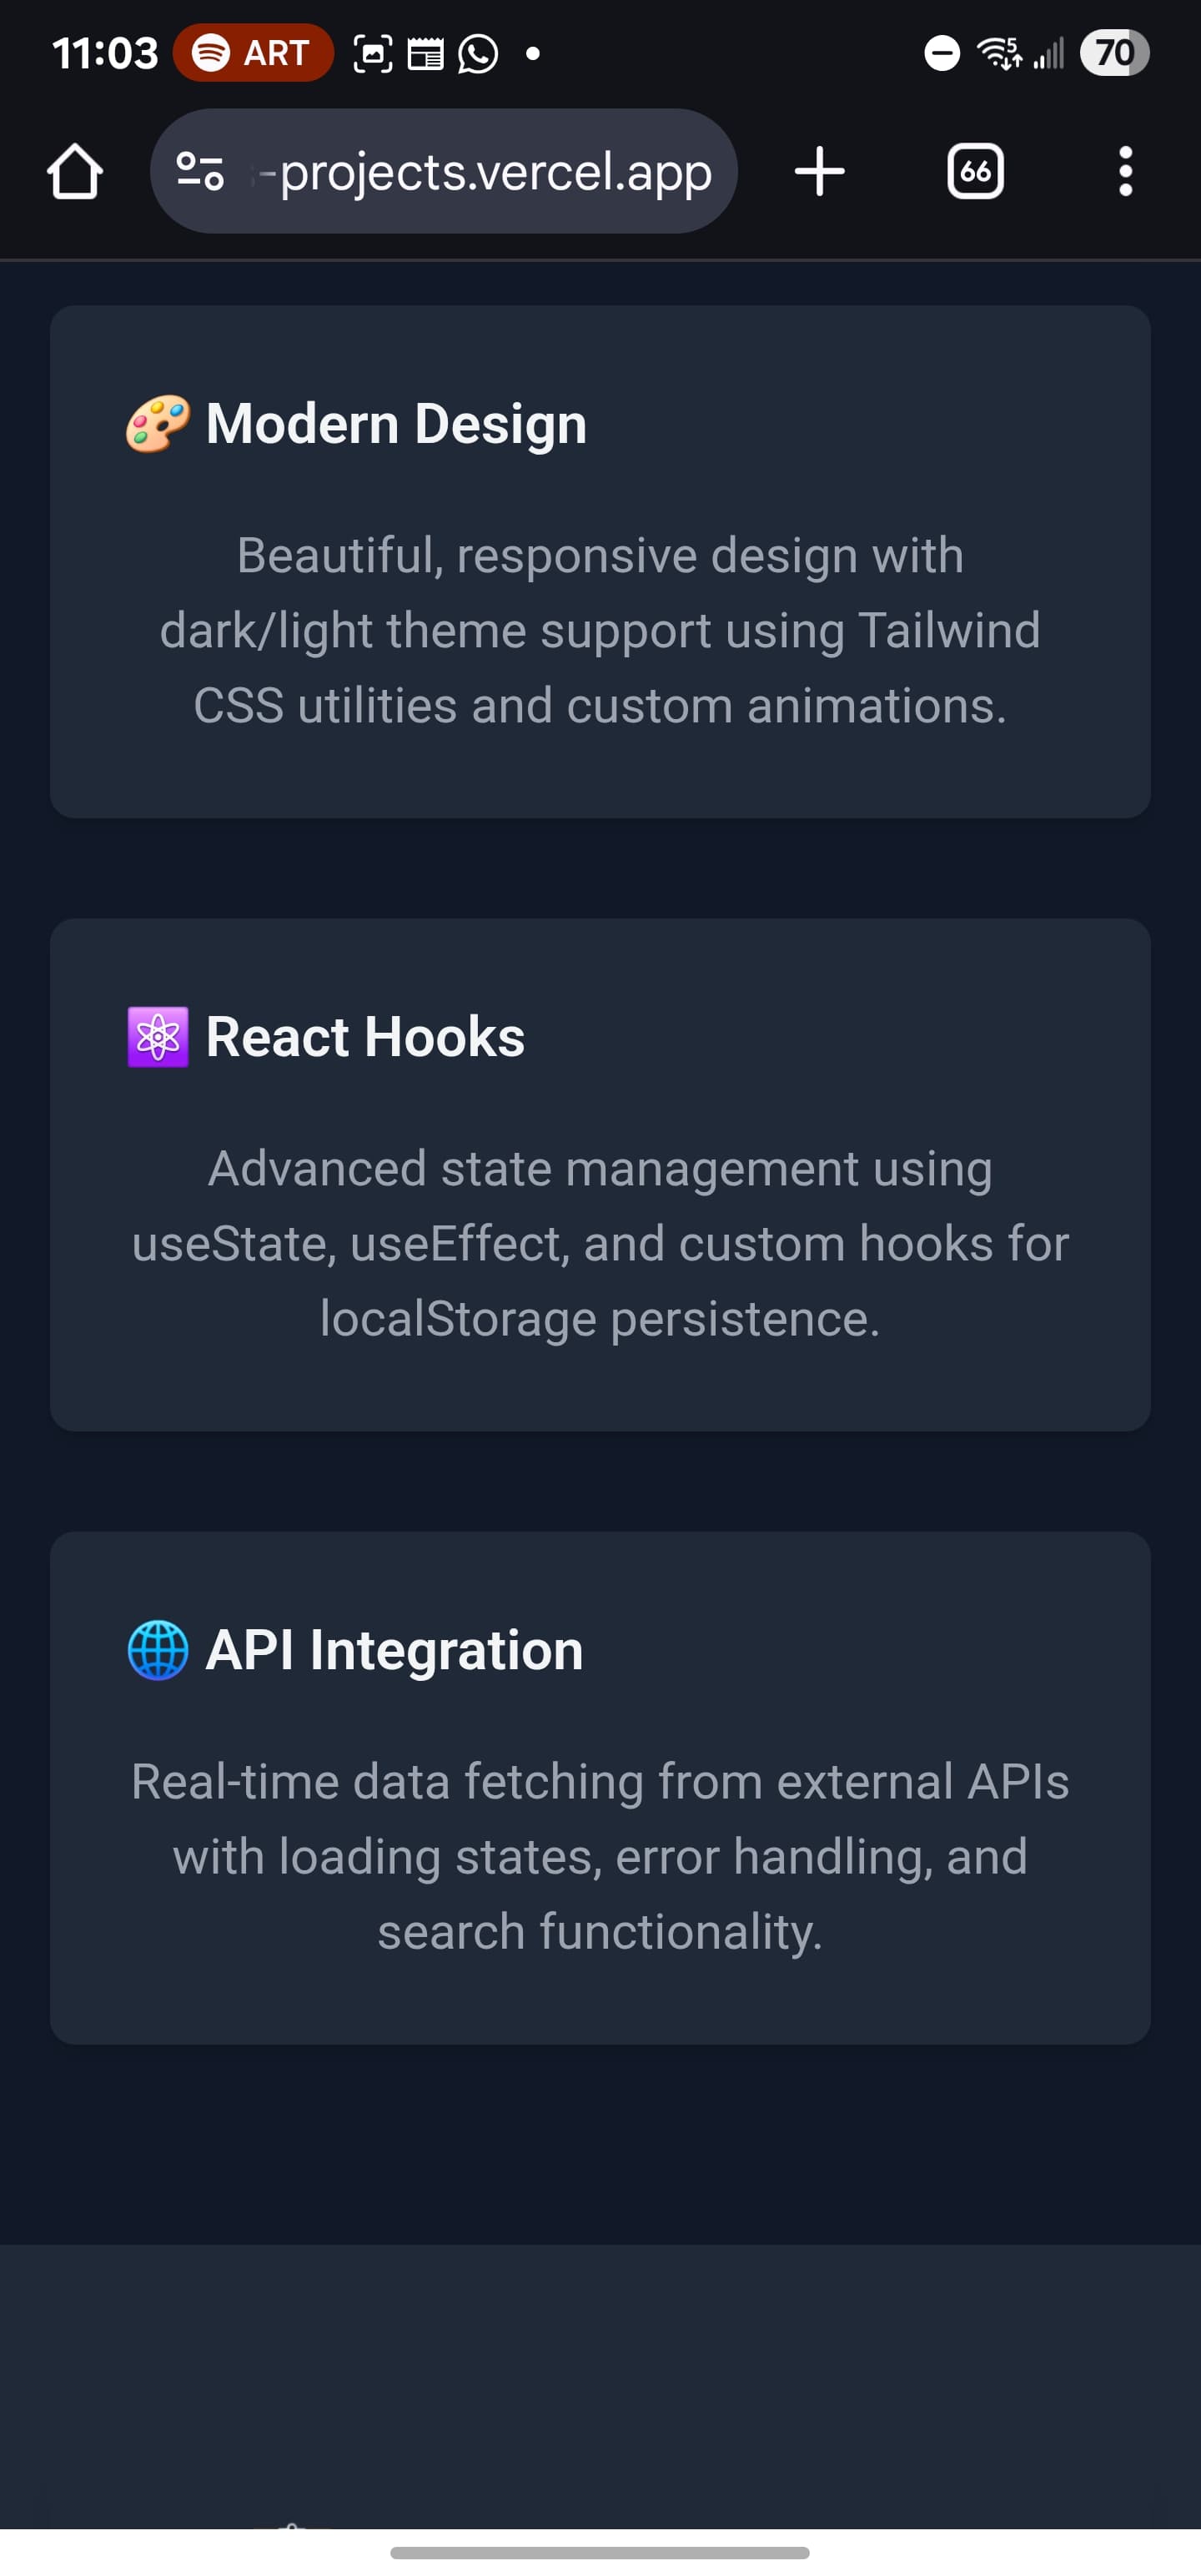 11:03 ART 5 70
-projects.vercel.app 66
Modern Design
Beautiful, responsive design with
dark/light theme support using Tailwind
CSS utilities and custom animations.
React Hooks
Advanced state management using
useState, useEffect, and custom hooks for
localStorage persistence.
API Integration
Real-time data fetching from external APIs
with loading states, error handling, and
search functionality.